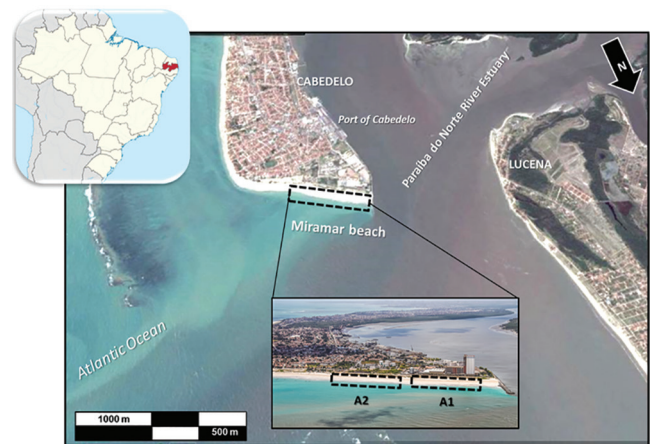 N
CABEDELO
Port of Cabedelo
Paraíba do Norte River Estuary
LUCENA
Miramar beach
Atlantic Ocean
A2
A1
1000 m
500 m